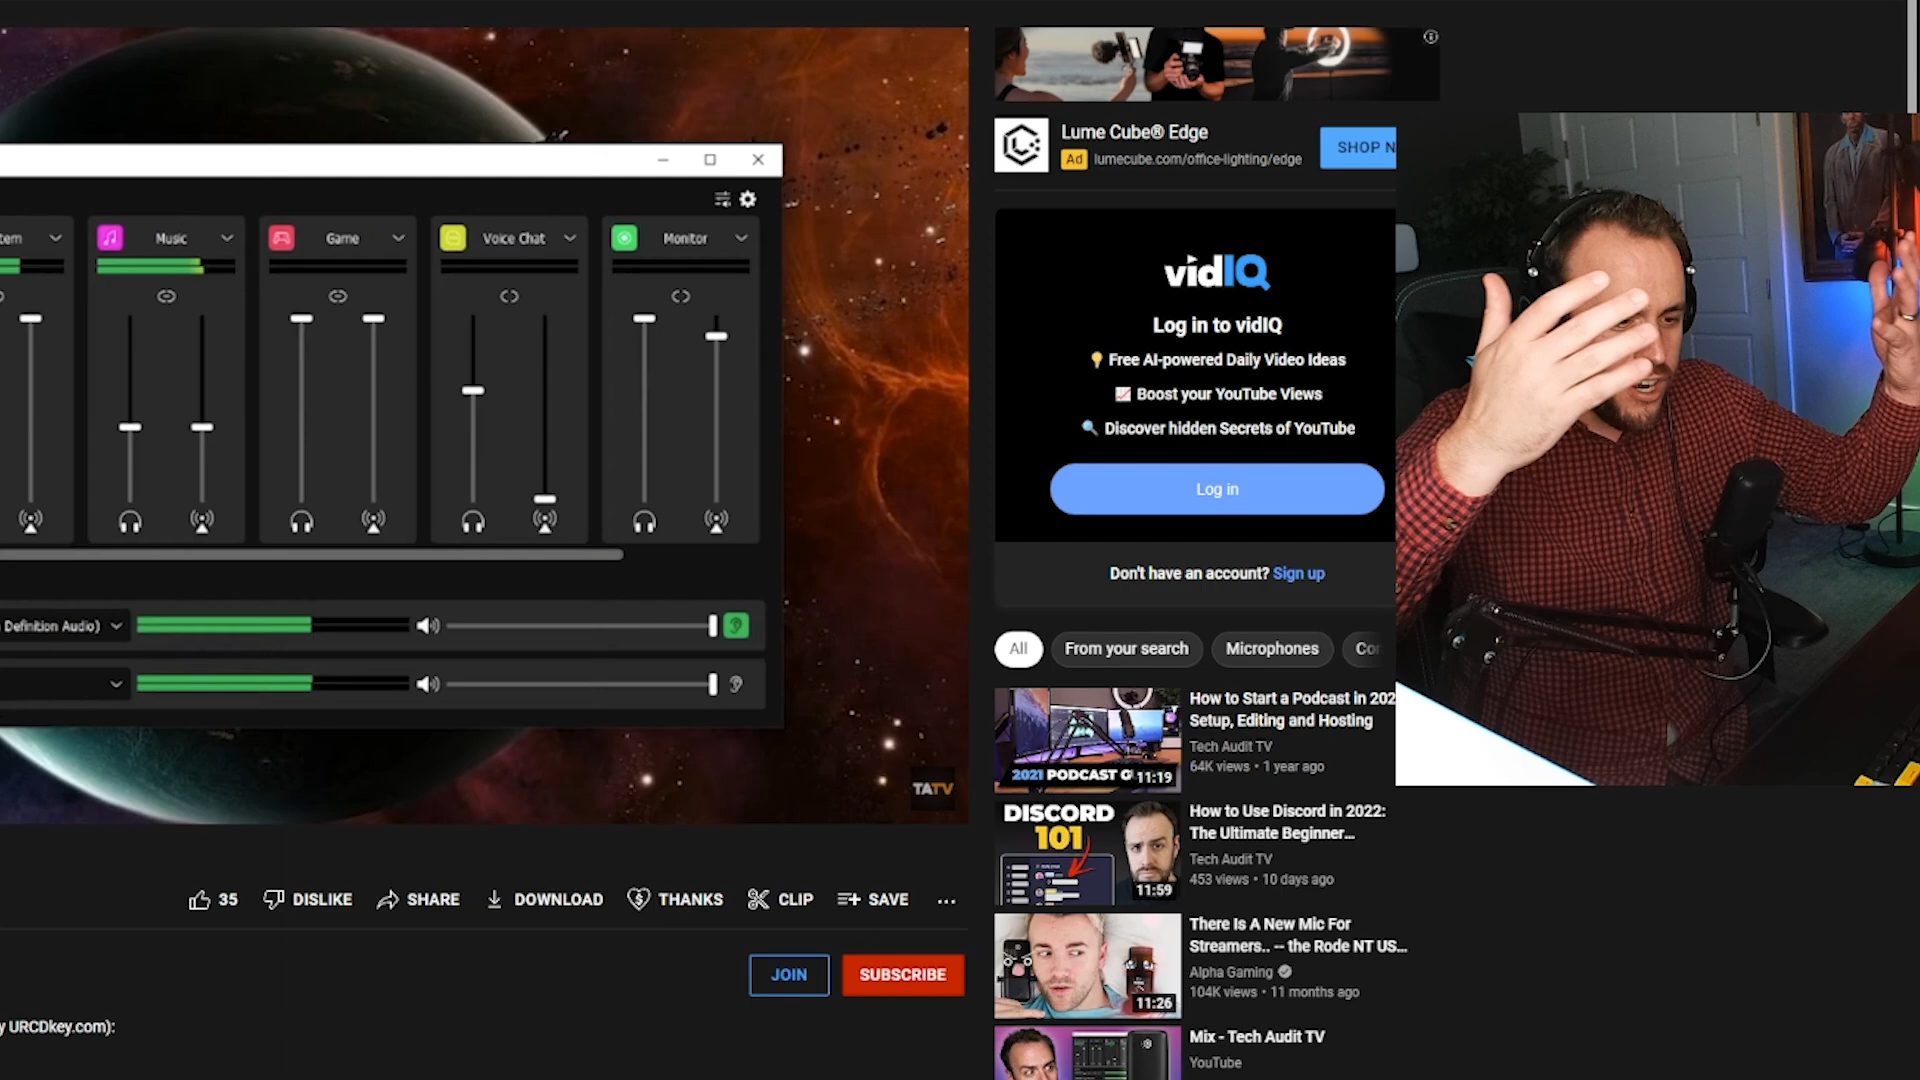 tem
Music
Game
Voice Chat
Monitor
Definition Audio)
TATV
35
DISLIKE
SHARE
DOWNLOAD
THANKS
CLIP
SAVE
JOIN
SUBSCRIBE
y URCDkey.com):
Lume Cube® Edge
Ad lumecube.com/office-lighting/edge
SHOP N
vidIQ
Log in to vidIQ
Free AI-powered Daily Video Ideas
Boost your YouTube Views
Discover hidden Secrets of YouTube
Log in
Don't have an account? Sign up
All
From your search
Microphones
Cor
2021 PODCAST G
11:19
How to Start a Podcast in 202
Setup, Editing and Hosting
Tech Audit TV
64K views • 1 year ago
DISCORD
101
11:59
How to Use Discord in 2022:
The Ultimate Beginner...
Tech Audit TV
453 views • 10 days ago
11:26
There Is A New Mic For
Streamers.. -- the Rode NT US...
Alpha Gaming
104K views • 11 months ago
Mix - Tech Audit TV
YouTube